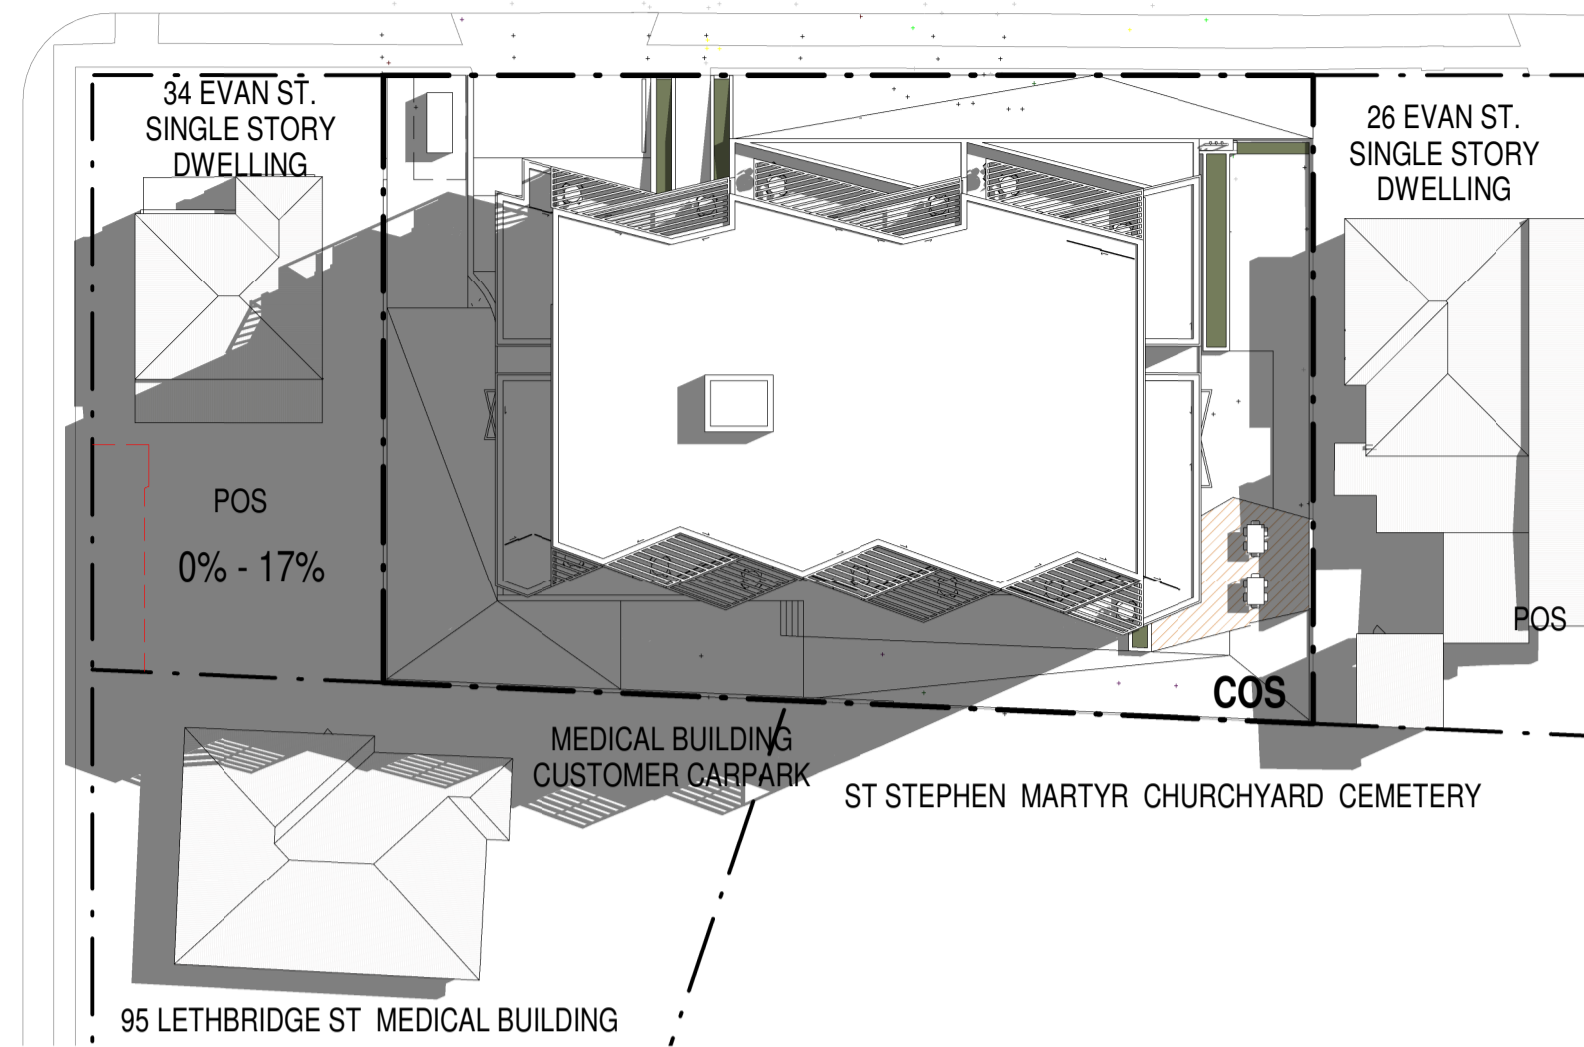 34 EVAN ST.
SINGLE STORY
DWELLING
26 EVAN ST.
SINGLE STORY
DWELLING
POS
0% - 17%
POS
COS
MEDICAL BUILDING
CUSTOMER CARPARK
ST STEPHEN MARTYR CHURCHYARD CEMETERY
95 LETHBRIDGE ST MEDICAL BUILDING